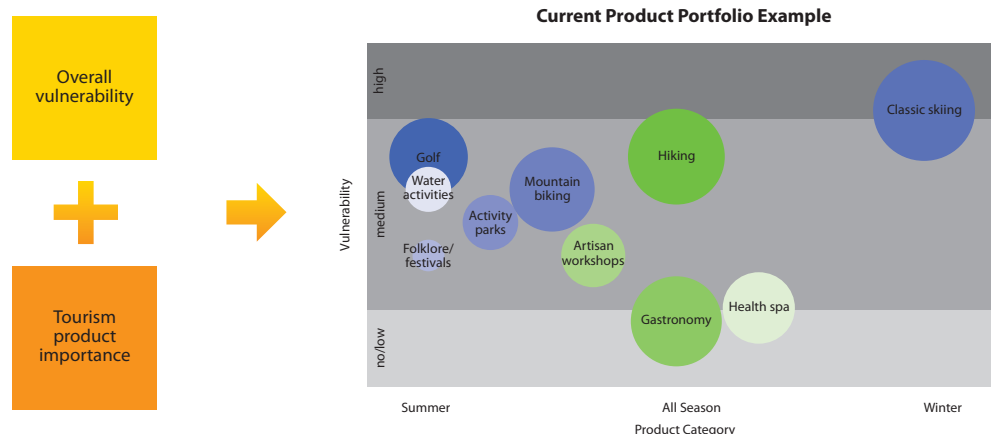 Current Product Portfolio Example
Overall
vulnerability
Tourism
product
importance
Vulnerability
high
medium
no/low
Classic skiing
Golf
Water
activities
Hiking
Mountain
biking
Activity
parks
Folklore/
festivals
Artisan
workshops
Gastronomy
Health spa
Summer
All Season
Winter
Product Category